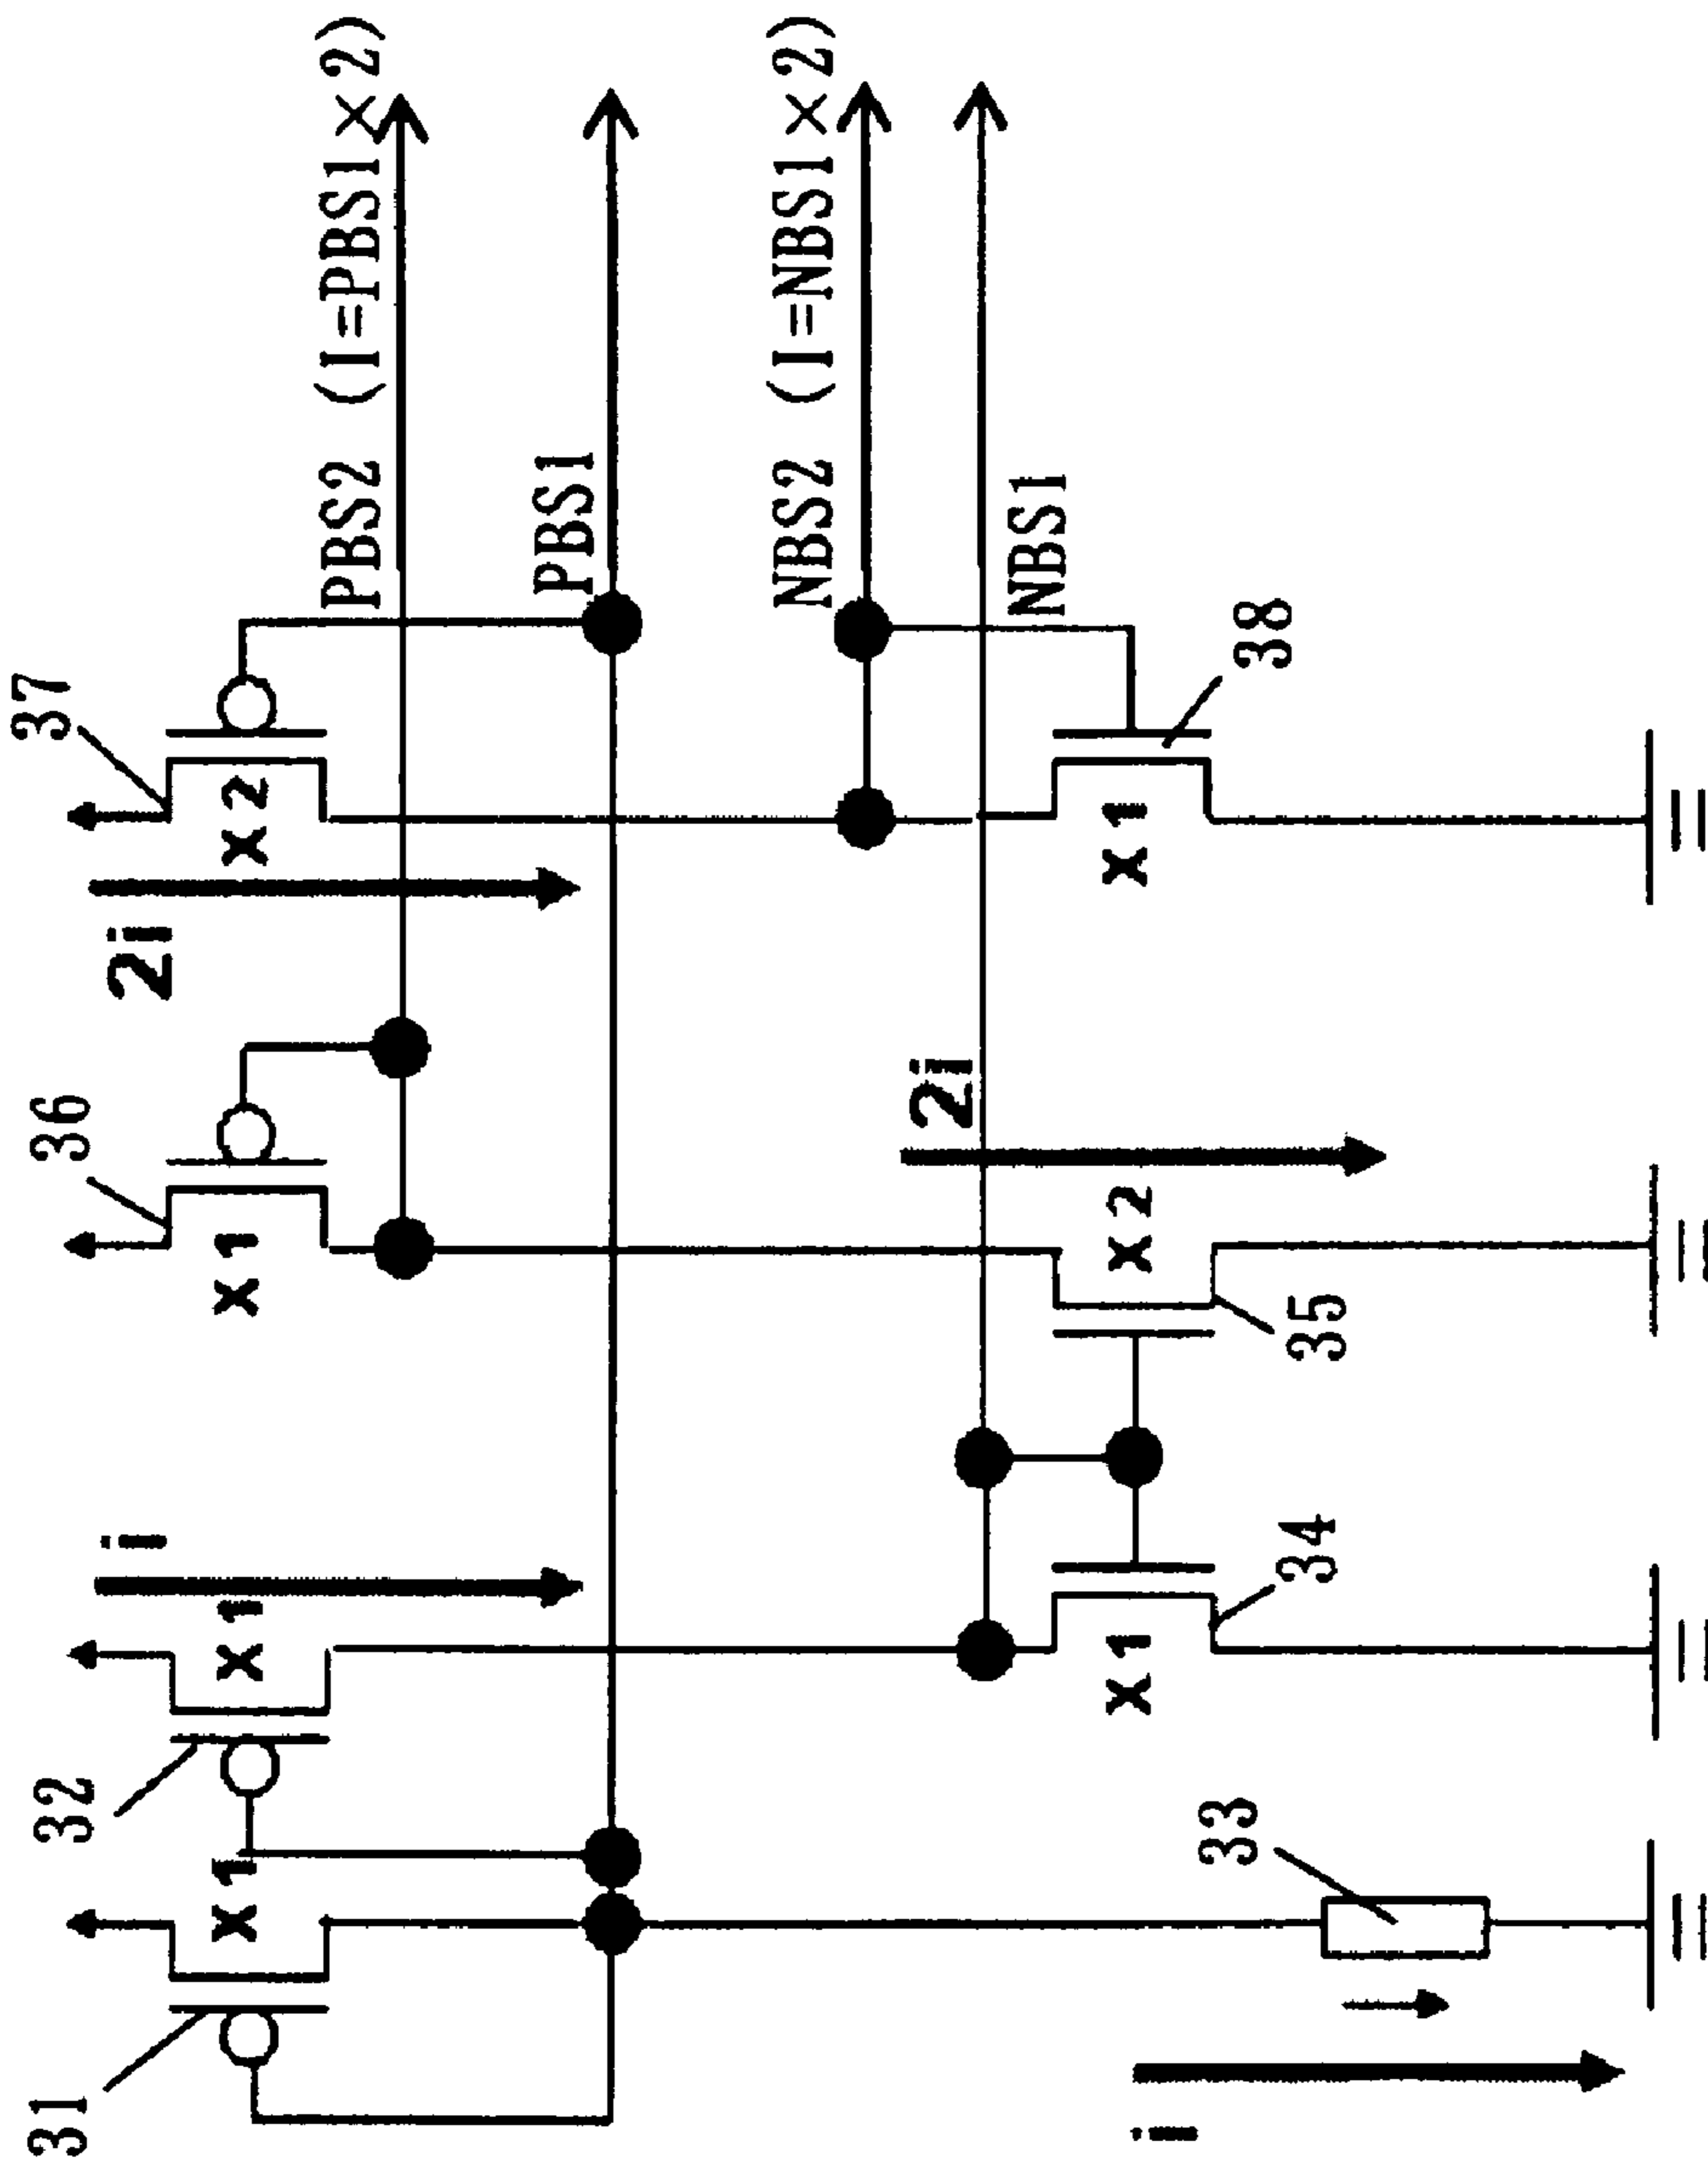 31
32
36
37
i
2i
x1
x1
x1
x2
PBS2 (I=PBS1×2)
PBS1
NBS2 (I=NBS1×2)
2i
NBS1
x1
x2
x1
i
33
34
35
38